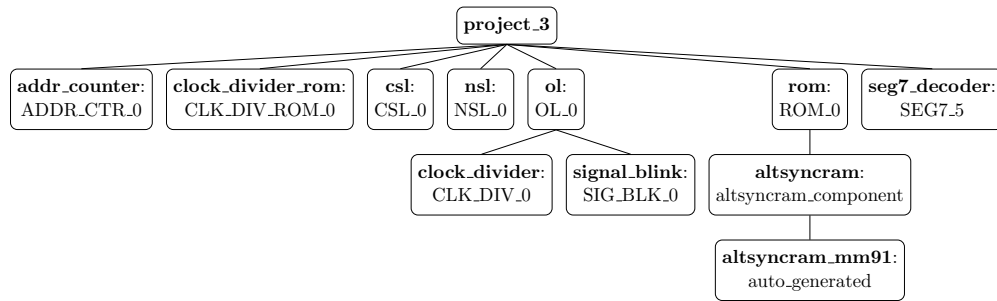 project_3
addr_counter:
ADDR_CTR_0
clock_divider_rom:
CLK_DIV_ROM_0
csl:
CSL_0
nsl:
NSL_0
ol:
OL_0
rom:
ROM_0
seg7_decoder:
SEG7_5
clock_divider:
CLK_DIV_0
signal_blink:
SIG_BLK_0
altsyncram:
altsyncram_component
altsyncram_mm91:
auto_generated